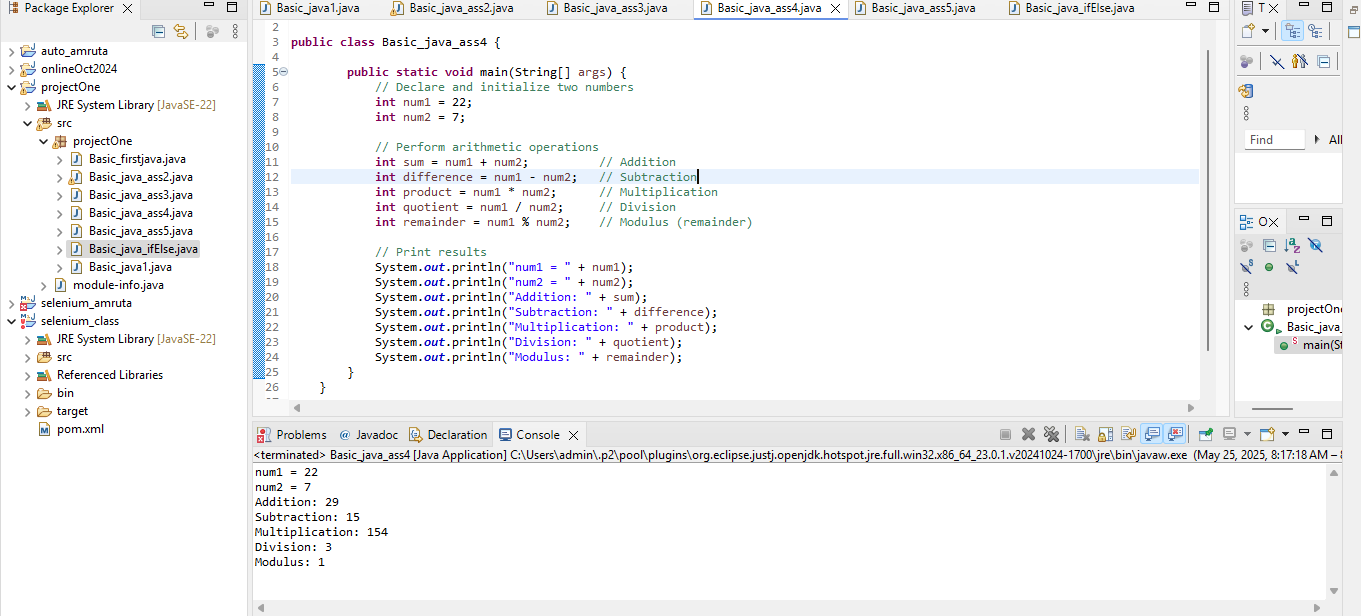 Package Explorer
auto_amruta
onlineOct2024
projectOne
JRE System Library [JavaSE-22]
src
projectOne
Basic_firstjava.java
Basic_java_ass2.java
Basic_java_ass3.java
Basic_java_ass4.java
Basic_java_ass5.java
Basic_java_ifElse.java
Basic_java1.java
module-info.java
selenium_amruta
selenium_class
JRE System Library [JavaSE-22]
src
Referenced Libraries
bin
target
pom.xml
Basic_java1.java Basic_java_ass2.java Basic_java_ass3.java Basic_java_ass4.java Basic_java_ass5.java Basic_java_ifElse.java
2
3 public class Basic_java_ass4 {
4
5 public static void main(String[] args) {
6 // Declare and initialize two numbers
7 int num1 = 22;
8 int num2 = 7;
9
10 // Perform arithmetic operations
11 int sum = num1 + num2; // Addition
12 int difference = num1 - num2; // Subtraction
13 int product = num1 * num2; // Multiplication
14 int quotient = num1 / num2; // Division
15 int remainder = num1 % num2; // Modulus (remainder)
16
17 // Print results
18 System.out.println("num1 = " + num1);
19 System.out.println("num2 = " + num2);
20 System.out.println("Addition: " + sum);
21 System.out.println("Subtraction: " + difference);
22 System.out.println("Multiplication: " + product);
23 System.out.println("Division: " + quotient);
24 System.out.println("Modulus: " + remainder);
25 }
26 }
Problems @ Javadoc Declaration Console
<terminated> Basic_java_ass4 [Java Application] C:\Users\admin\.p2\pool\plugins\org.eclipse.justj.openjdk.hotspot.jre.full.win32.x86_64_23.0.1.v20241024-1700\jre\bin\javaw.exe (May 25, 2025, 8:17:18 AM –
num1 = 22
num2 = 7
Addition: 29
Subtraction: 15
Multiplication: 154
Division: 3
Modulus: 1
T
Find
All
O
projectOne
Basic_java_
main(St